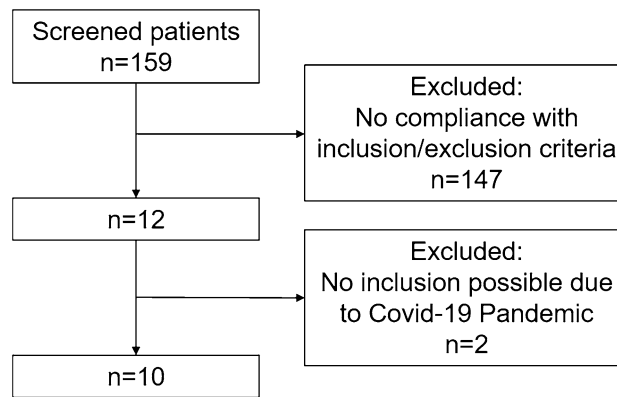 Screened patients
n=159
Excluded:
No compliance with
inclusion/exclusion criteria
n=147
n=12
Excluded:
No inclusion possible due
to Covid-19 Pandemic
n=2
n=10